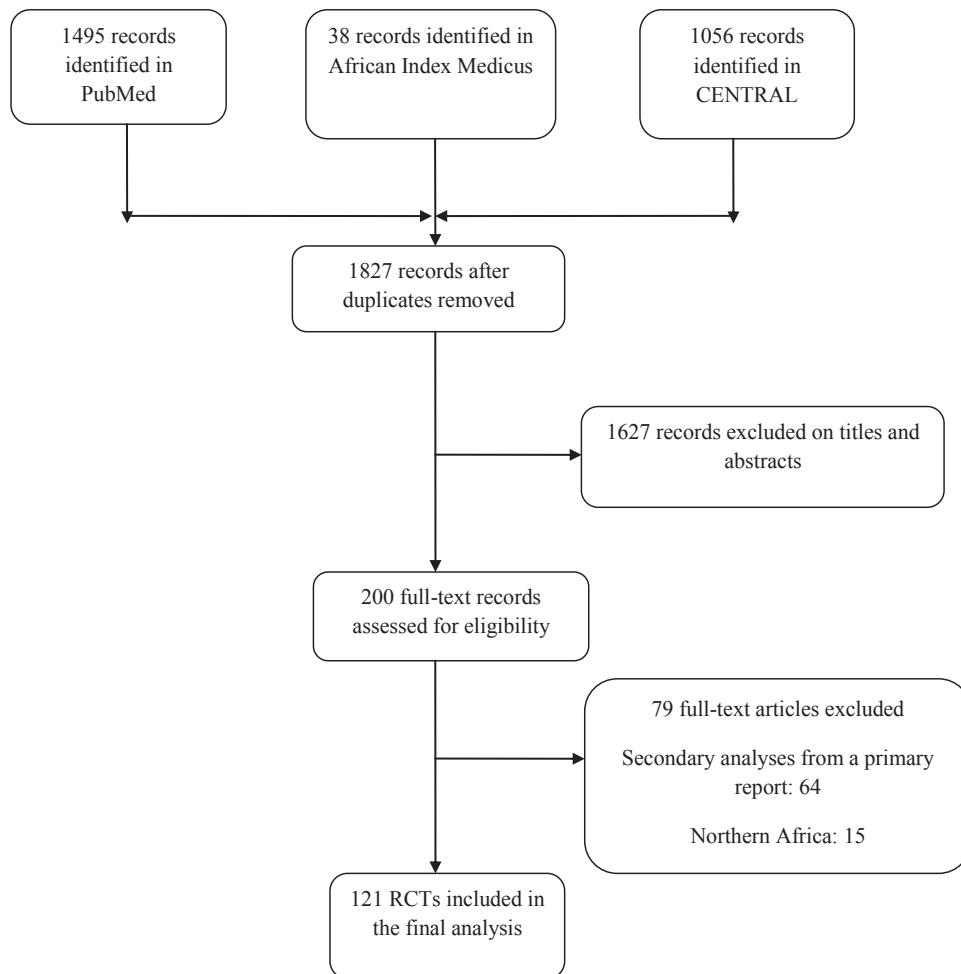 1495 records
identified in
PubMed
38 records identified in
African Index Medicus
1056 records
identified in
CENTRAL
1827 records after
duplicates removed
1627 records excluded on titles and
abstracts
200 full-text records
assessed for eligibility
79 full-text articles excluded
Secondary analyses from a primary
report: 64
Northern Africa: 15
121 RCTs included in
the final analysis